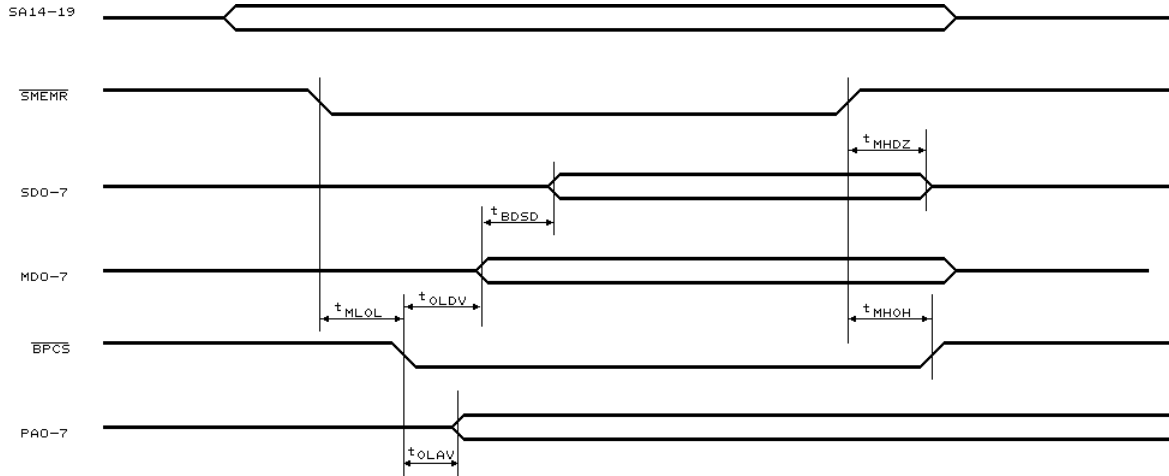 SA14-19
SMEMR
tMHDZ
SD0-7
tBDSD
MD0-7
tMLOL tOLDV tMHOH
BPCS
PA0-7
tOLAV